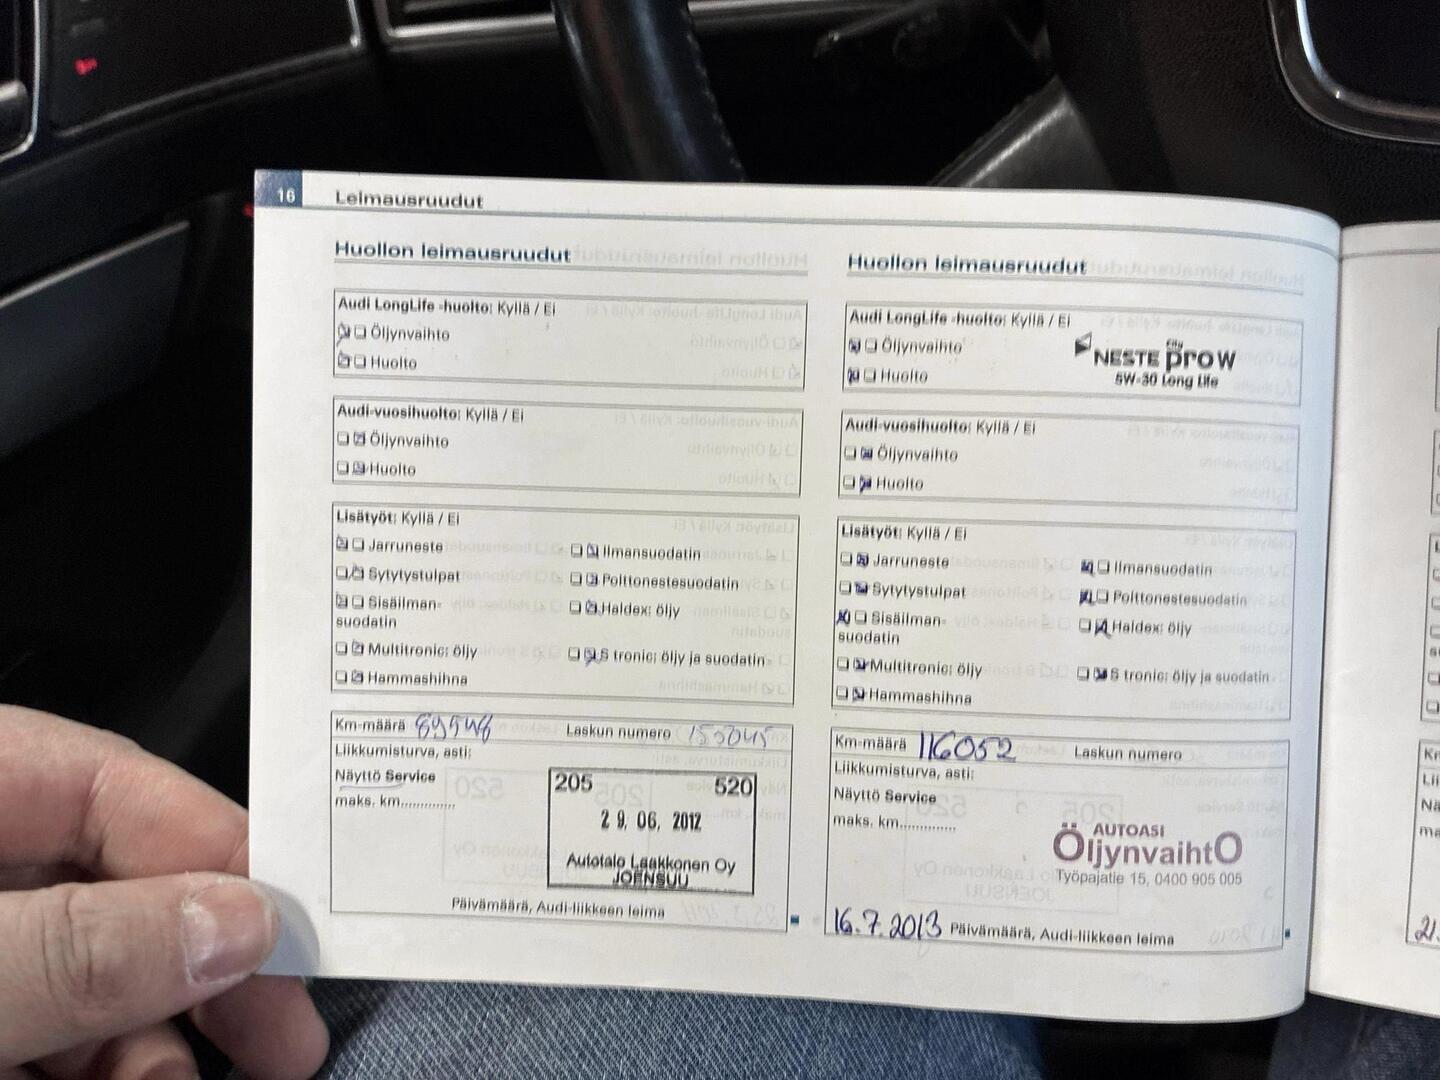 16 Leimausruudut
Huollon leimausruudut
Audi LongLife -huolto: Kyllä / Ei
Öljynvaihto
Huolto
Audi-vuosihuolto: Kyllä / Ei
Öljynvaihto
Huolto
Lisätyöt: Kyllä / Ei
Jarruneste
Ilmansuodatin
Sytytystulpat
Polttonestesuodatin
Sisäilman-
suodatin
Haldex: öljy
Multitronic: öljy
S tronic: öljy ja suodatin
Hammashihna
Km-määrä 89548 Laskun numero
Liikkumisturva, asti:
Näyttö Service
maks. km..............
205 520
29. 06. 2012
Autotalo Laakkonen Oy
JOENSUU
Päivämäärä, Audi-liikkeen leima
Huollon leimausruudut
Audi LongLife -huolto: Kyllä / Ei
Öljynvaihto
Huolto
City
NESTE pro W
5W-30 Long Life
Audi-vuosihuolto: Kyllä / Ei
Öljynvaihto
Huolto
Lisätyöt: Kyllä / Ei
Jarruneste
Ilmansuodatin
Sytytystulpat
Polttonestesuodatin
Sisäilman-
suodatin
Haldex: öljy
Multitronic: öljy
S tronic: öljy ja suodatin
Hammashihna
Km-määrä 116052 Laskun numero
Liikkumisturva, asti:
Näyttö Service
maks. km..............
AUTOASI
ÖljynvaihtO
Työpajatie 15, 0400 905 005
16.7.2013 Päivämäärä, Audi-liikkeen leima
21.